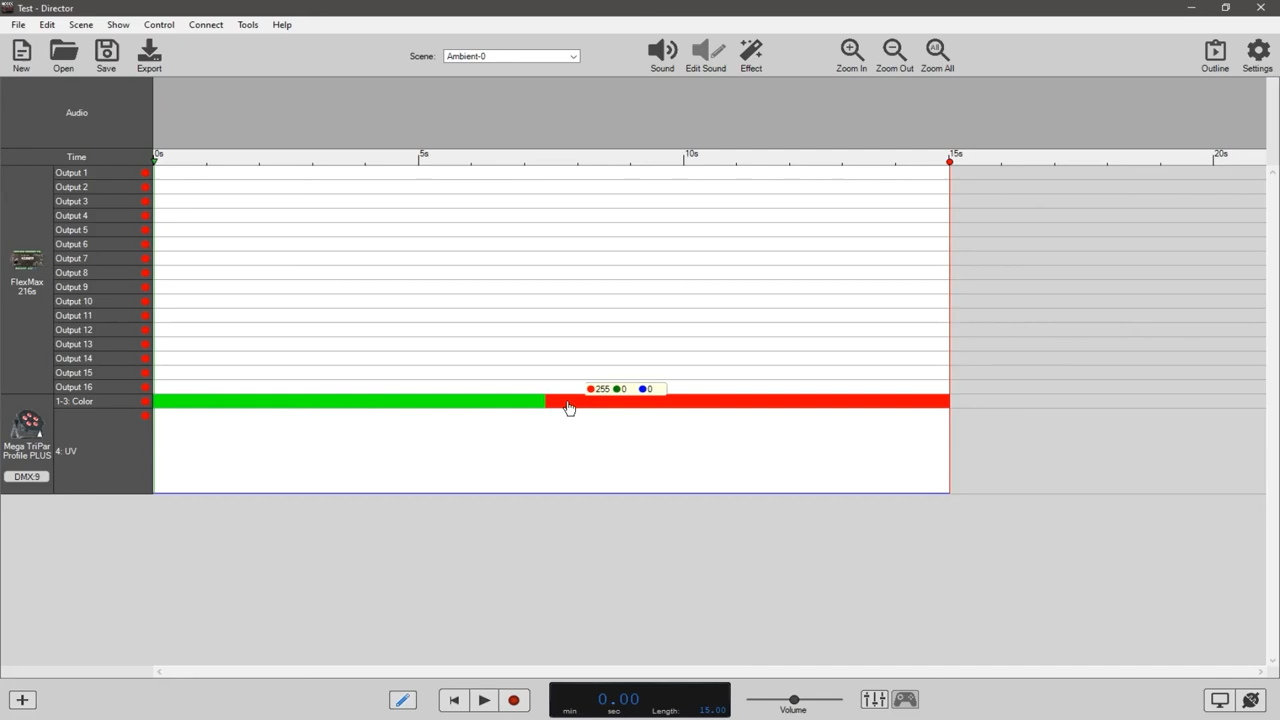 Test - Director
File Edit Scene Show Control Connect Tools Help
New Open Save Export Scene: Ambient-0 Sound Edit Sound Effect Zoom In Zoom Out All Zoom All Outline Settings
Audio
Time 0s 5s 10s 15s 20s
Output 1
Output 2
Output 3
Output 4
Output 5
Output 6
Output 7
Output 8
Output 9
Output 10
Output 11
Output 12
Output 13
Output 14
Output 15
Output 16
FlexMax
216s
255 0 0
1-3: Color
Mega TriPar
Profile PLUS
4: UV
DMX:9
0.00
min sec Length: 15.00
Volume